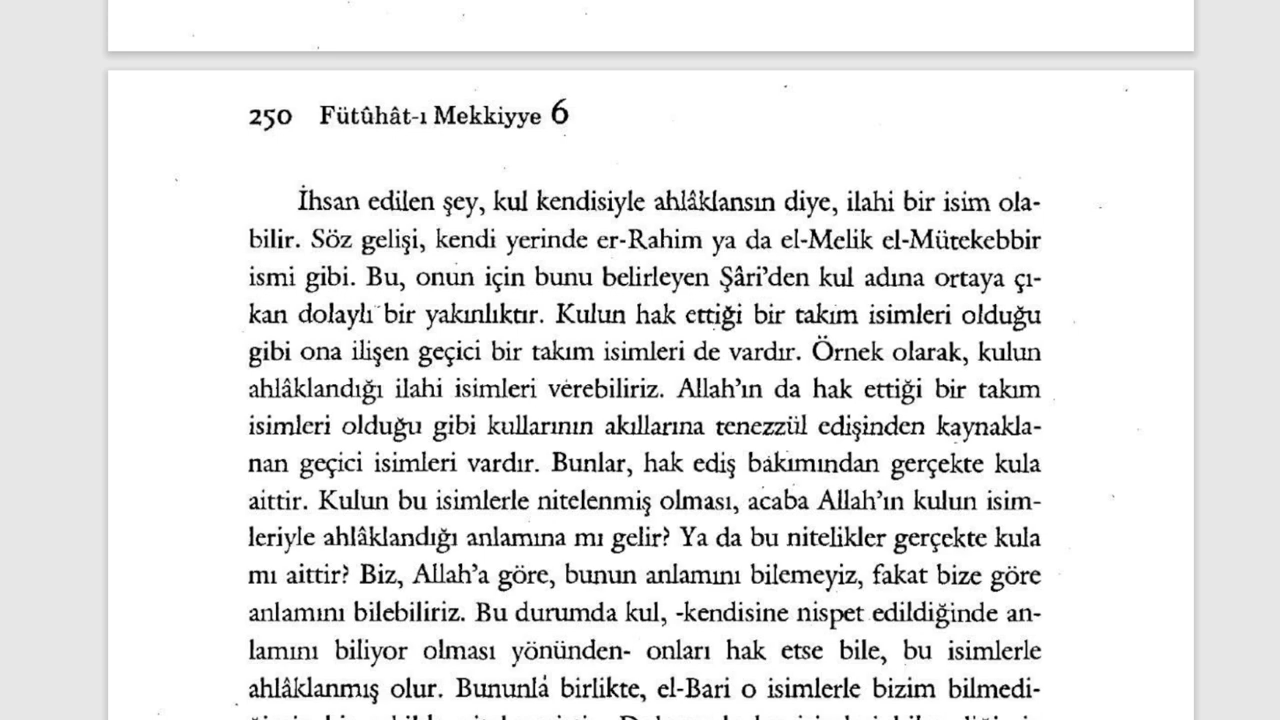 250 Fütûhât-ı Mekkiyye 6
İhsan edilen şey, kul kendisiyle ahlâklansın diye, ilahi bir isim ola-
bilir. Söz gelişi, kendi yerinde er-Rahim ya da el-Melik el-Mütekebbir
ismi gibi. Bu, onun için bunu belirleyen Şâri'den kul adına ortaya çı-
kan dolaylı bir yakınlıktır. Kulun hak ettiği bir takım isimleri olduğu
gibi ona ilişen geçici bir takım isimleri de vardır. Örnek olarak, kulun
ahlâklandığı ilahi isimleri verebiliriz. Allah'ın da hak ettiği bir takım
isimleri olduğu gibi kullarının akıllarına tenezzül edişinden kaynakla-
nan geçici isimleri vardır. Bunlar, hak ediş bakımından gerçekte kula
aittir. Kulun bu isimlerle nitelenmiş olması, acaba Allah'ın kulun isim-
leriyle ahlâklandığı anlamına mı gelir? Ya da bu nitelikler gerçekte kula
mı aittir? Biz, Allah'a göre, bunun anlamını bilemeyiz, fakat bize göre
anlamını bilebiliriz. Bu durumda kul, -kendisine nispet edildiğinde an-
lamını biliyor olması yönünden- onları hak etse bile, bu isimlerle
ahlâklanmış olur. Bununla birlikte, el-Bari o isimlerle bizim bilmedi-